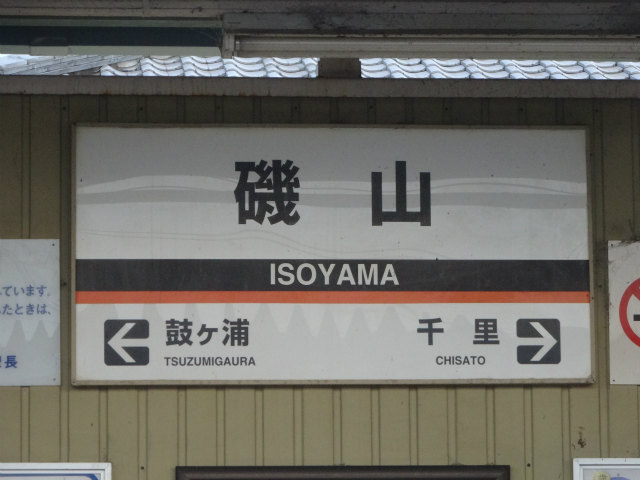 磯山
ISOYAMA
鼓ヶ浦 千里
TSUZUMIGAURA CHISATO
ています。
たときは、
長